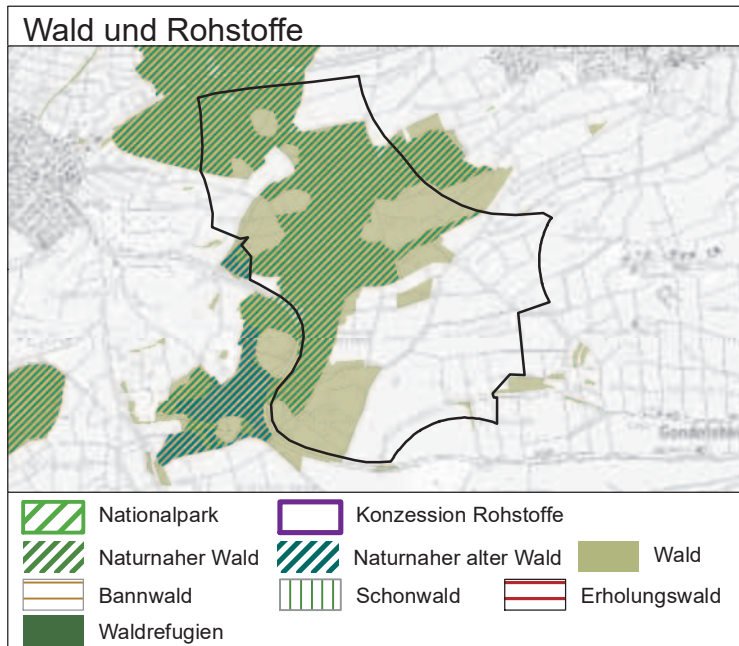 Wald und Rohstoffe
Nationalpark
Konzession Rohstoffe
Naturnaher Wald
Naturnaher alter Wald
Wald
Bannwald
Schonwald
Erholungswald
Waldrefugien